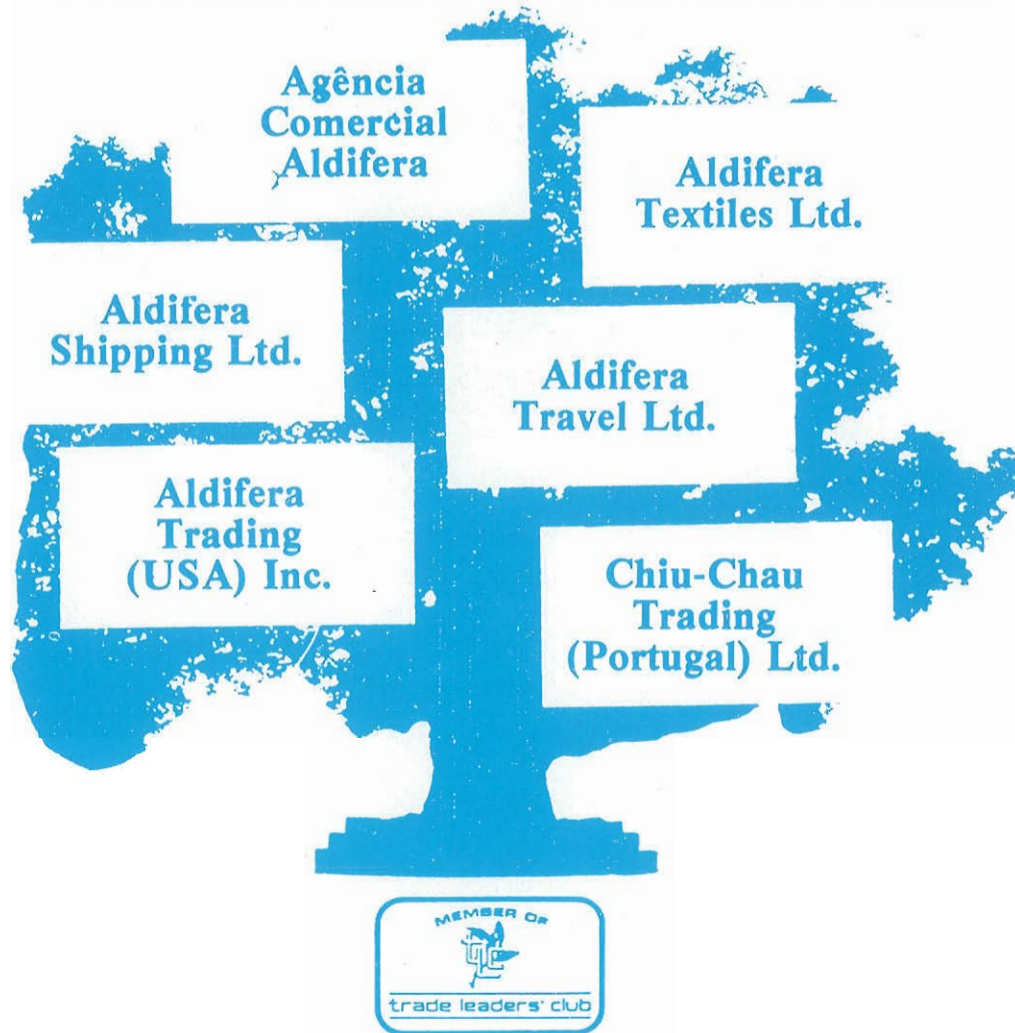 Agência
Comercial
Aldifera
Aldifera
Textiles Ltd.
Aldifera
Shipping Ltd.
Aldifera
Travel Ltd.
Aldifera
Trading
(USA) Inc.
Chiu-Chau
Trading
(Portugal) Ltd.
MEMBER OF
TLC
trade leaders' club